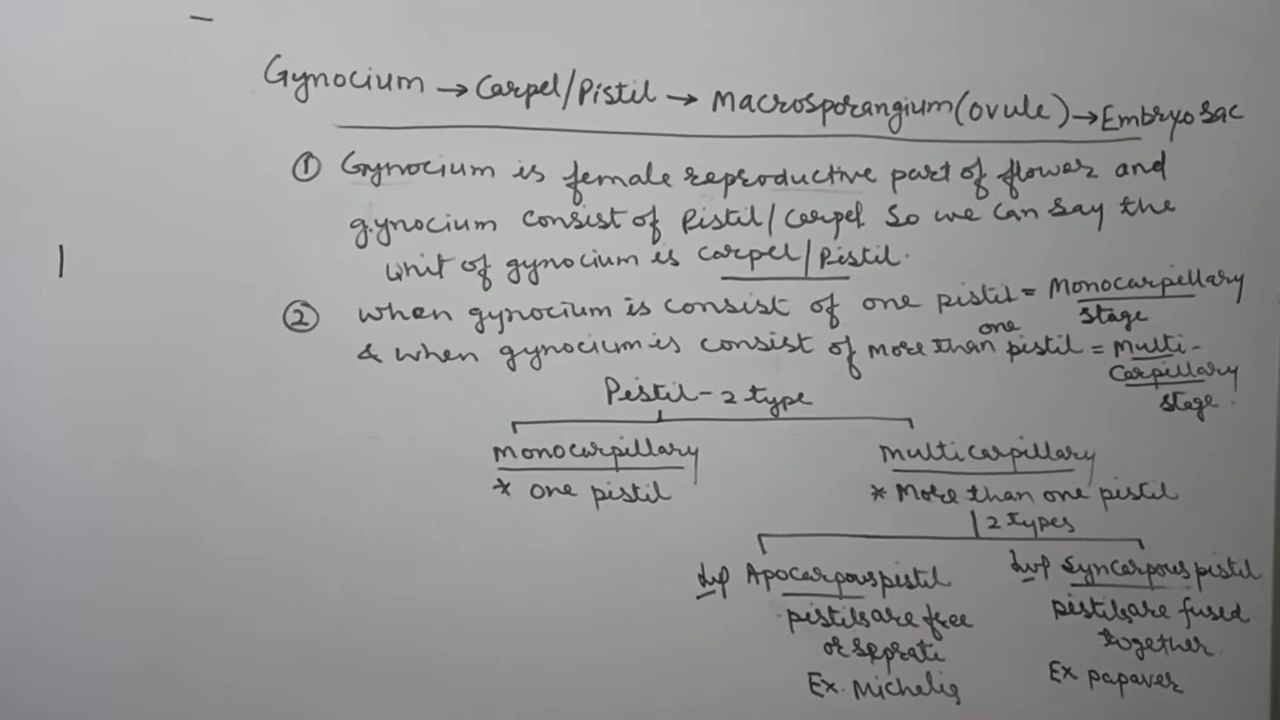 Gynocium → Carpel/Pistil → Macrosporangium (ovule) → Embryo sac
① Gynocium is female reproductive part of flower and
gynocium consist of Pistil/carpel. So we can say the
unit of gynocium is carpel/Pistil.
② when gynocium is consist of one pistil = Monocarpillary
stage
& when gynocium is consist of more than one pistil = Multi-
Carpillary
stage.
Pistil - 2 type
Monocarpillary
Multicarpillary
* one pistil
* More than one pistil
2 types
Imp Apocarpous pistil
Imp Syncarpous pistil
pistils are free
pistils are fused
or seprate
together.
Ex. Michelia
Ex papaver